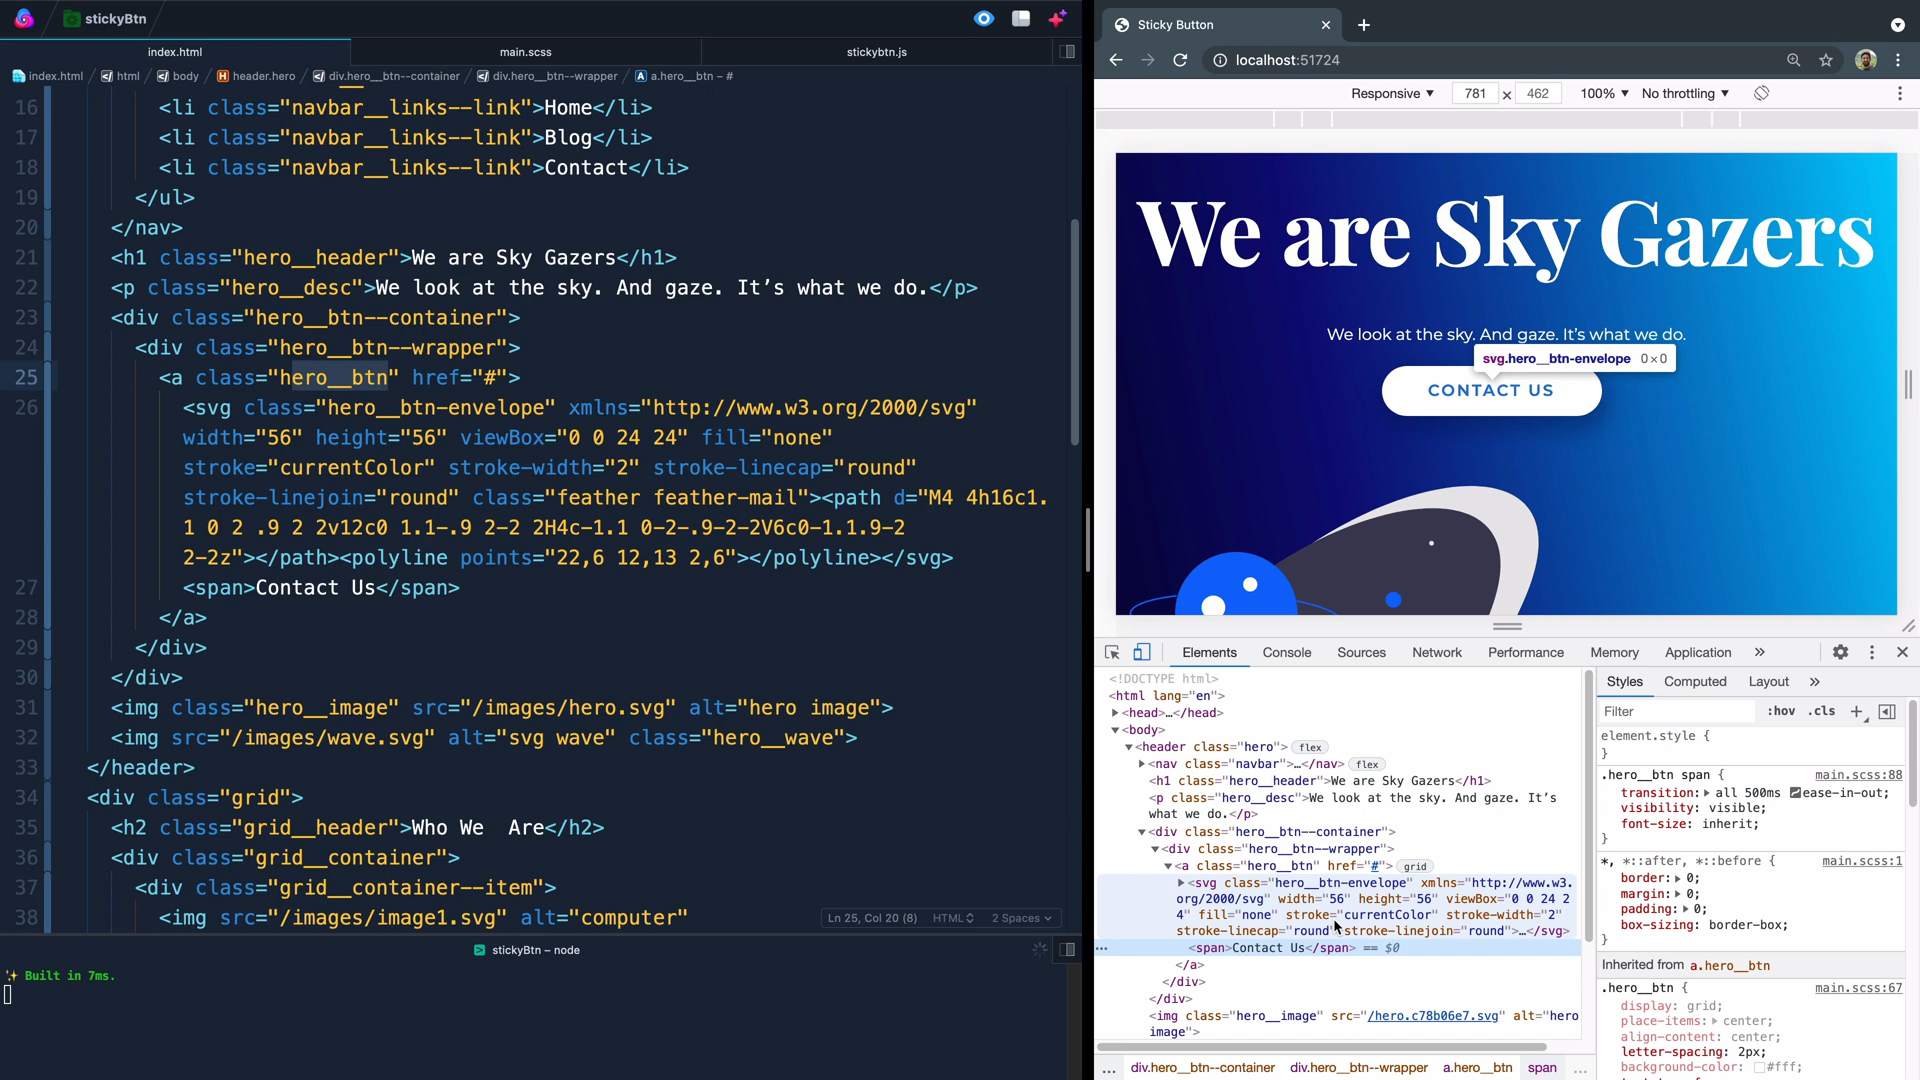 stickyBtn
index.html
main.scss
stickybtn.js
index.html html body header.hero div.hero__btn--container div.hero__btn--wrapper a.hero__btn – #
16 <li class="navbar__links--link">Home</li>
17 <li class="navbar__links--link">Blog</li>
18 <li class="navbar__links--link">Contact</li>
19 </ul>
20 </nav>
21 <h1 class="hero__header">We are Sky Gazers</h1>
22 <p class="hero__desc">We look at the sky. And gaze. It’s what we do.</p>
23 <div class="hero__btn--container">
24 <div class="hero__btn--wrapper">
25 <a class="hero__btn" href="#">
26 <svg class="hero__btn-envelope" xmlns="http://www.w3.org/2000/svg"
width="56" height="56" viewBox="0 0 24 24" fill="none"
stroke="currentColor" stroke-width="2" stroke-linecap="round"
stroke-linejoin="round" class="feather feather-mail"><path d="M4 4h16c1.
1 0 2 .9 2 2v12c0 1.1-.9 2-2 2H4c-1.1 0-2-.9-2-2V6c0-1.1.9-2
2-2z"></path><polyline points="22,6 12,13 2,6"></polyline></svg>
27 <span>Contact Us</span>
28 </a>
29 </div>
30 </div>
31 <img class="hero__image" src="/images/hero.svg" alt="hero image">
32 <img src="/images/wave.svg" alt="svg wave" class="hero__wave">
33 </header>
34 <div class="grid">
35 <h2 class="grid__header">Who We  Are</h2>
36 <div class="grid__container">
37 <div class="grid__container--item">
38 <img src="/images/image1.svg" alt="computer"
Ln 25, Col 20 (8) HTML 2 Spaces
stickyBtn – node
✨ Built in 7ms.
Sticky Button
localhost:51724
Responsive 781 × 462 100% No throttling
We are Sky Gazers
We look at the sky. And gaze. It’s what we do.
svg.hero__btn-envelope 0×0
CONTACT US
Elements Console Sources Network Performance Memory Application »
<!DOCTYPE html>
<html lang="en">
<head>…</head>
<body>
<header class="hero"> flex
<nav class="navbar">…</nav> flex
<h1 class="hero__header">We are Sky Gazers</h1>
<p class="hero__desc">We look at the sky. And gaze. It’s
what we do.</p>
<div class="hero__btn--container">
<div class="hero__btn--wrapper">
<a class="hero__btn" href="#"> grid
<svg class="hero__btn-envelope" xmlns="http://www.w3.
org/2000/svg" width="56" height="56" viewBox="0 0 24 2
4" fill="none" stroke="currentColor" stroke-width="2"
stroke-linecap="round" stroke-linejoin="round">…</svg>
… <span>Contact Us</span> == $0
</a>
</div>
</div>
<img class="hero__image" src="/hero.c78b06e7.svg" alt="hero
image">
… div.hero__btn--container div.hero__btn--wrapper a.hero__btn span …
Styles Computed Layout »
Filter :hov .cls +
element.style {
}
.hero__btn span { main.scss:88
transition: all 500ms ease-in-out;
visibility: visible;
font-size: inherit;
}
*, *::after, *::before { main.scss:1
border: 0;
margin: 0;
padding: 0;
box-sizing: border-box;
}
Inherited from a.hero__btn
.hero__btn { main.scss:67
display: grid;
place-items: center;
align-content: center;
letter-spacing: 2px;
background-color: #fff;